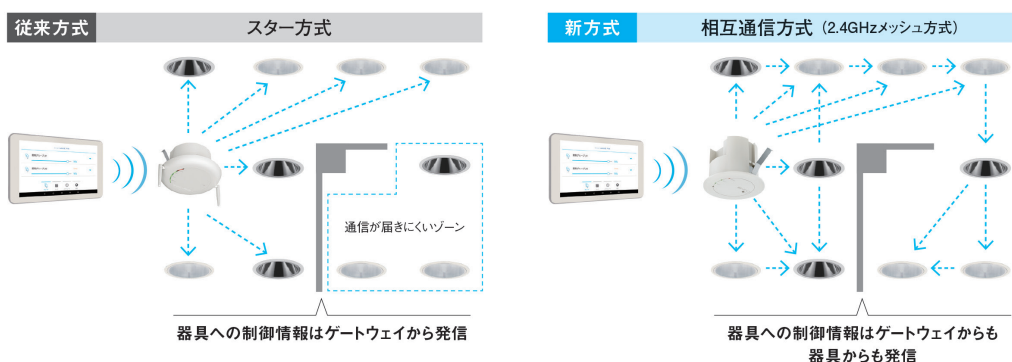 従来方式
スター方式
通信が届きにくいゾーン
器具への制御情報はゲートウェイから発信
新方式
相互通信方式（2.4GHzメッシュ方式）
器具への制御情報はゲートウェイからも
器具からも発信